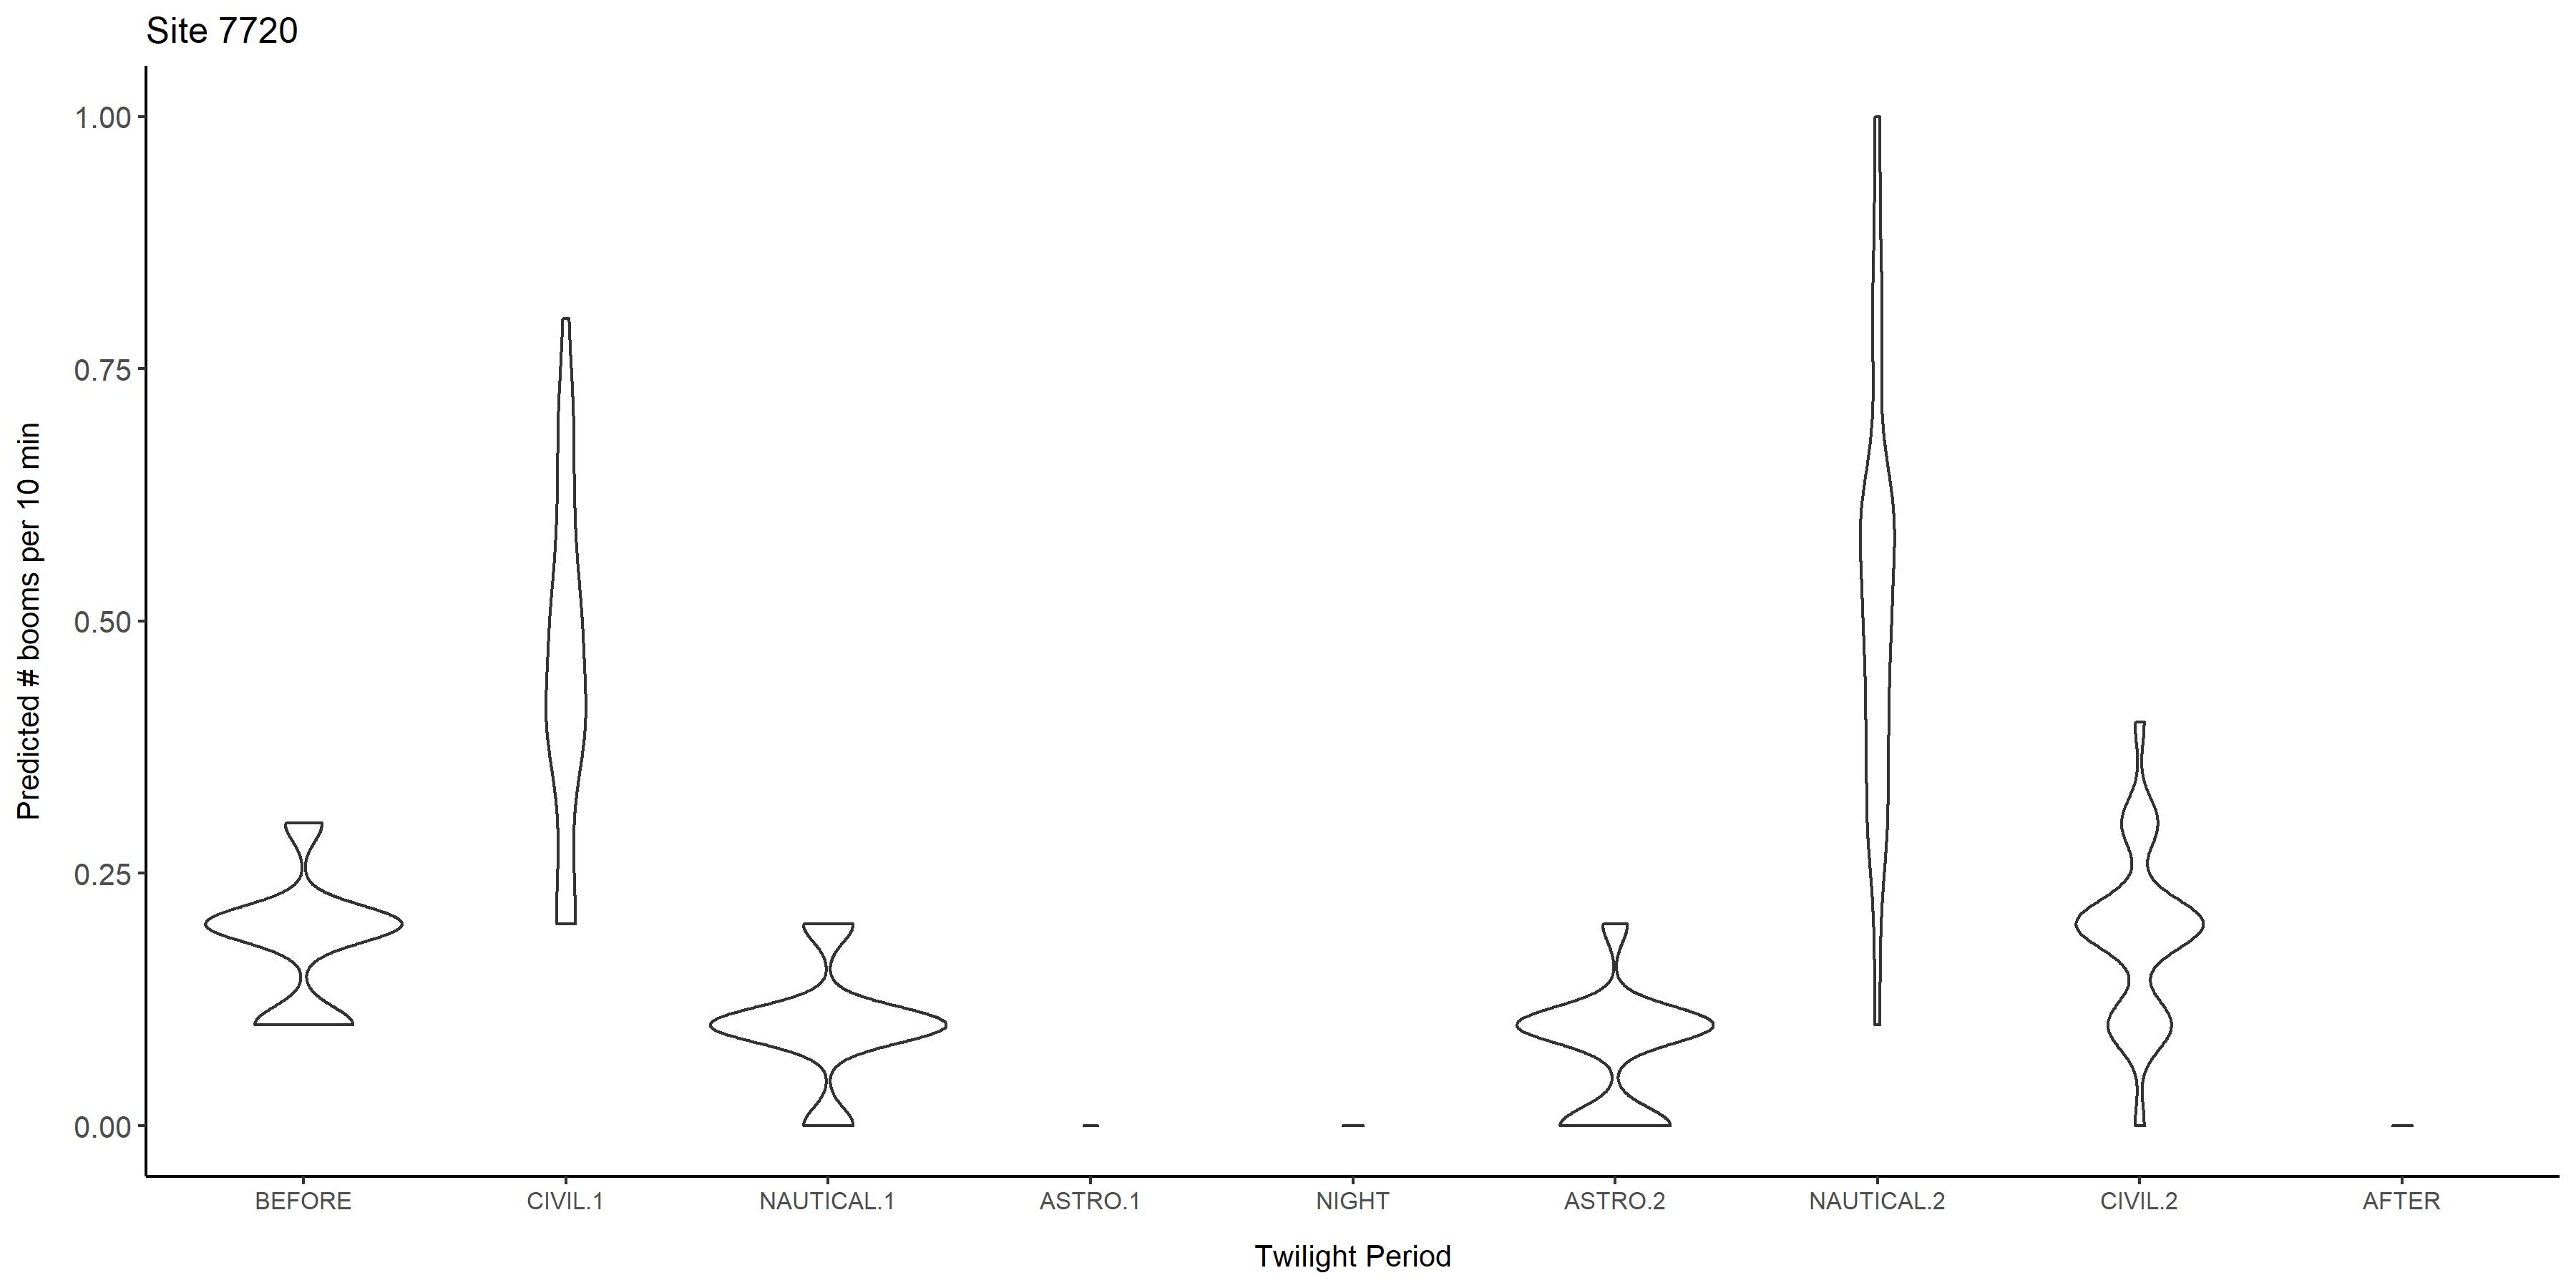 Site 7720
Predicted # booms per 10 min
1.00
0.75
0.50
0.25
0.00
BEFORE CIVIL.1 NAUTICAL.1 ASTRO.1 NIGHT ASTRO.2 NAUTICAL.2 CIVIL.2 AFTER
Twilight Period